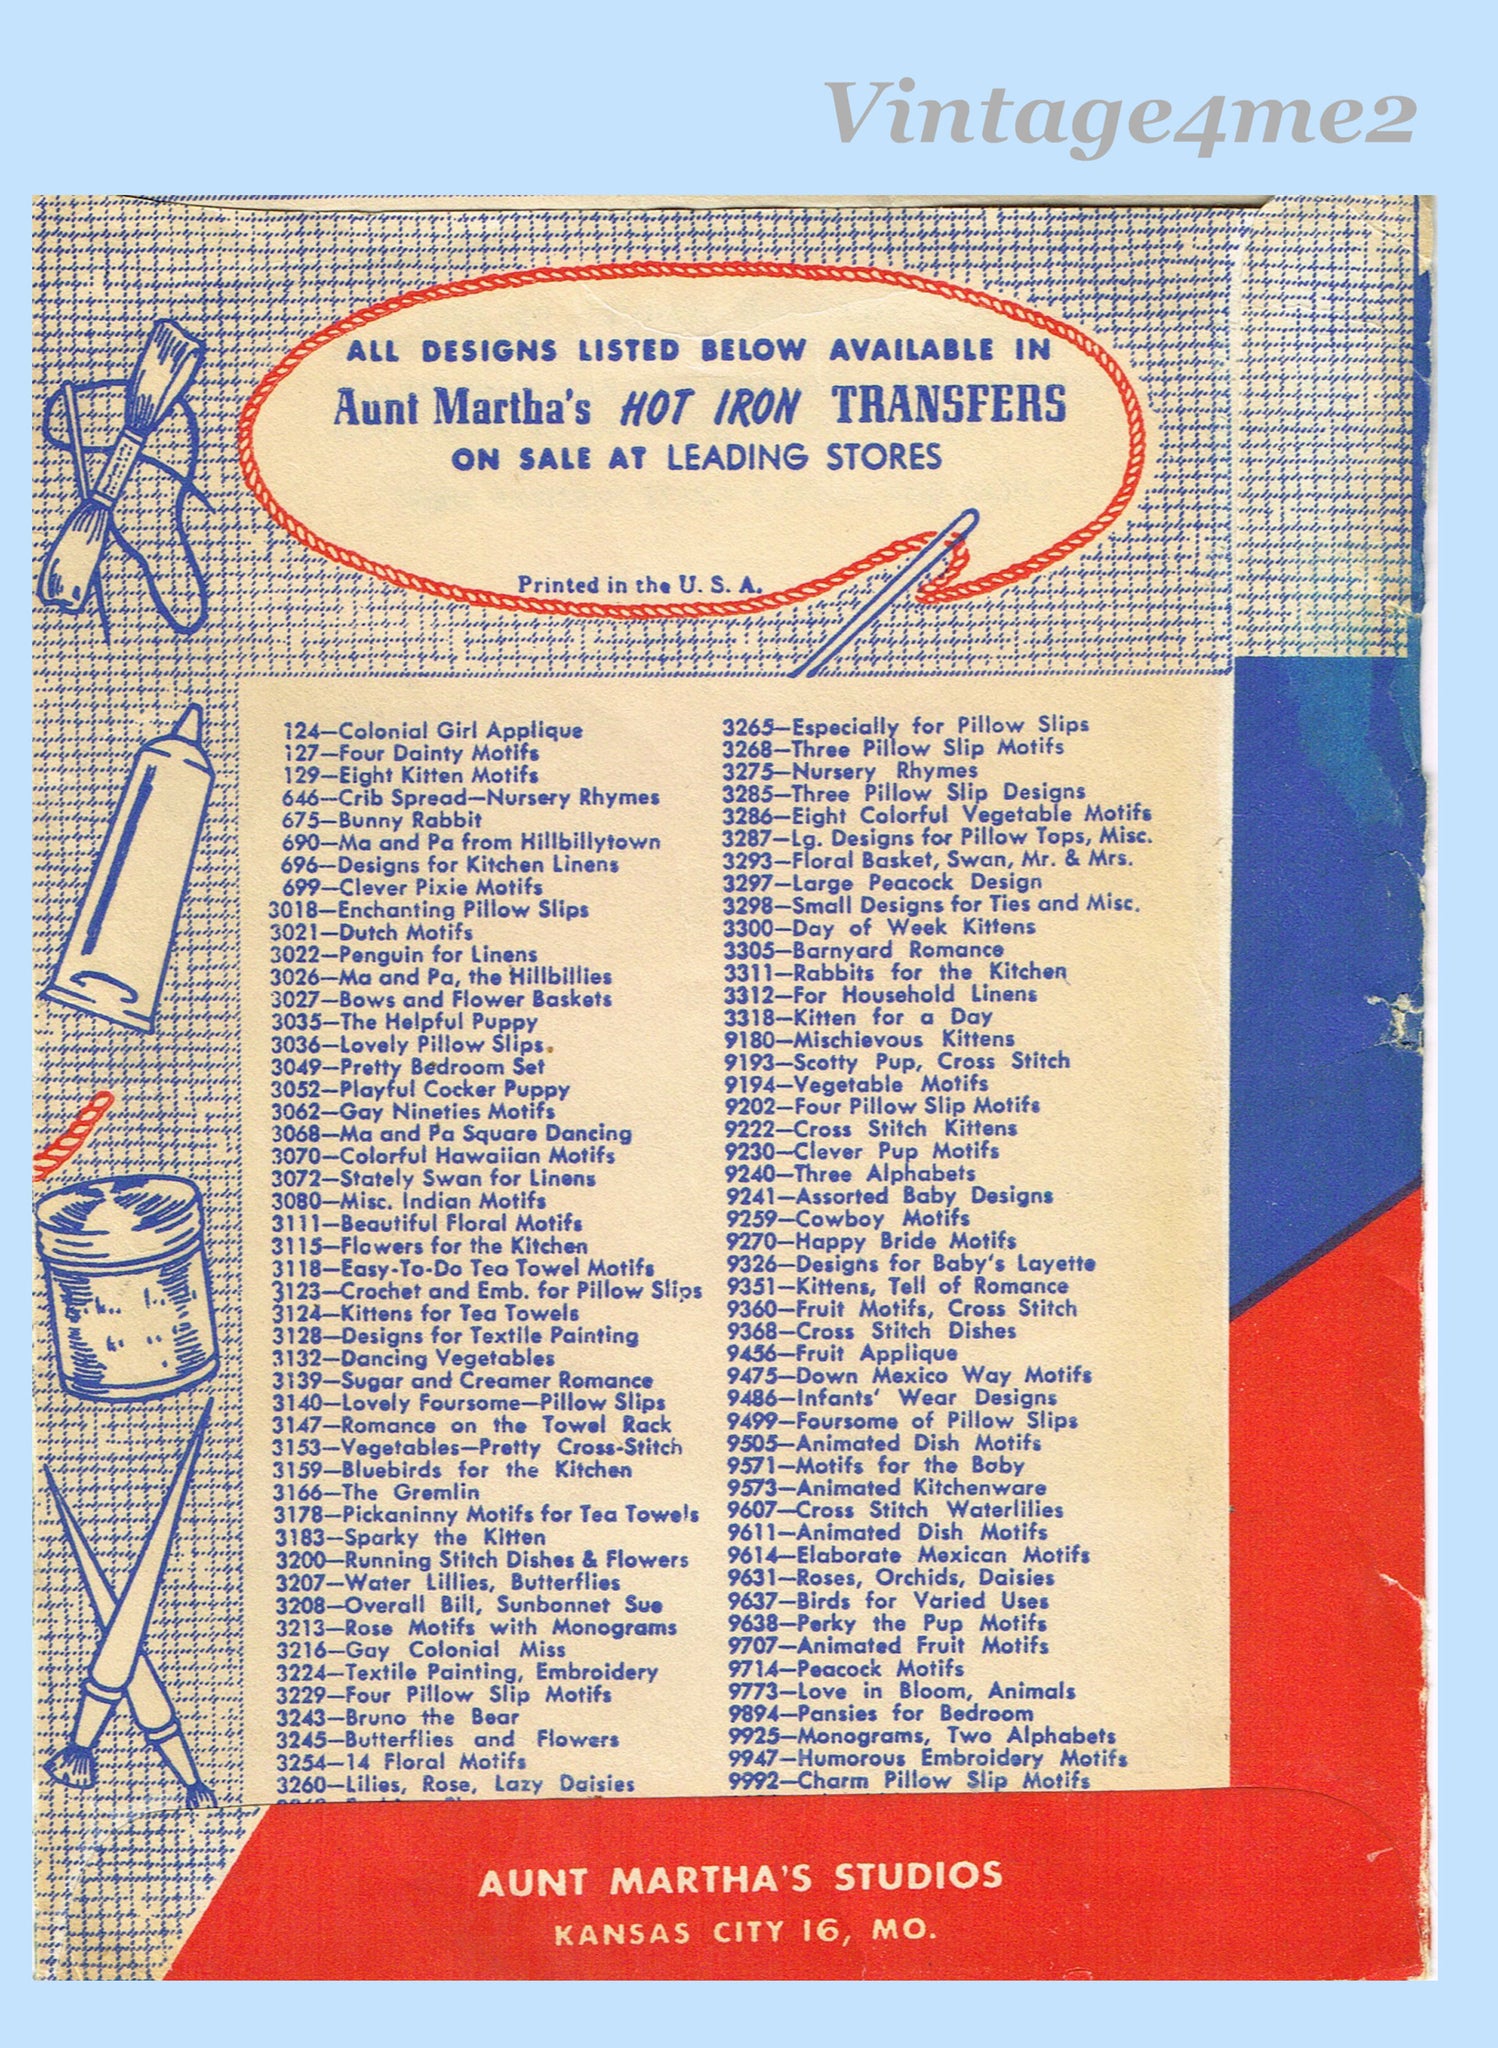 Vintage4me2
ALL DESIGNS LISTED BELOW AVAILABLE IN
Aunt Martha's HOT IRON TRANSFERS
ON SALE AT LEADING STORES
Printed in the U. S. A.
124—Colonial Girl Applique
127—Four Dainty Motifs
129—Eight Kitten Motifs
646—Crib Spread—Nursery Rhymes
675—Bunny Rabbit
690—Ma and Pa from Hillbillytown
696—Designs for Kitchen Linens
699—Clever Pixie Motifs
3018—Enchanting Pillow Slips
3021—Dutch Motifs
3022—Penguin for Linens
3026—Ma and Pa, the Hillbillies
3027—Bows and Flower Baskets
3035—The Helpful Puppy
3036—Lovely Pillow Slips
3049—Pretty Bedroom Set
3052—Playful Cocker Puppy
3062—Gay Nineties Motifs
3068—Ma and Pa Square Dancing
3070—Colorful Hawaiian Motifs
3072—Stately Swan for Linens
3080—Misc. Indian Motifs
3111—Beautiful Floral Motifs
3115—Flowers for the Kitchen
3118—Easy-To-Do Tea Towel Motifs
3123—Crochet and Emb. for Pillow Slips
3124—Kittens for Tea Towels
3128—Designs for Textile Painting
3132—Dancing Vegetables
3139—Sugar and Creamer Romance
3140—Lovely Foursome—Pillow Slips
3147—Romance on the Towel Rack
3153—Vegetables—Pretty Cross-Stitch
3159—Bluebirds for the Kitchen
3166—The Gremlin
3178—Pickaninny Motifs for Tea Towels
3183—Sparky the Kitten
3200—Running Stitch Dishes & Flowers
3207—Water Lillies, Butterflies
3208—Overall Bill, Sunbonnet Sue
3213—Rose Motifs with Monograms
3216—Gay Colonial Miss
3224—Textile Painting, Embroidery
3229—Four Pillow Slip Motifs
3243—Bruno the Bear
3245—Butterflies and Flowers
3254—14 Floral Motifs
3260—Lilies, Rose, Lazy Daisies
3265—Especially for Pillow Slips
3268—Three Pillow Slip Motifs
3275—Nursery Rhymes
3285—Three Pillow Slip Designs
3286—Eight Colorful Vegetable Motifs
3287—Lg. Designs for Pillow Tops, Misc.
3293—Floral Basket, Swan, Mr. & Mrs.
3297—Large Peacock Design
3298—Small Designs for Ties and Misc.
3300—Day of Week Kittens
3305—Barnyard Romance
3311—Rabbits for the Kitchen
3312—For Household Linens
3318—Kitten for a Day
9180—Mischievous Kittens
9193—Scotty Pup, Cross Stitch
9194—Vegetable Motifs
9202—Four Pillow Slip Motifs
9222—Cross Stitch Kittens
9230—Clever Pup Motifs
9240—Three Alphabets
9241—Assorted Baby Designs
9259—Cowboy Motifs
9270—Happy Bride Motifs
9326—Designs for Baby's Layette
9351—Kittens, Tell of Romance
9360—Fruit Motifs, Cross Stitch
9368—Cross Stitch Dishes
9456—Fruit Applique
9475—Down Mexico Way Motifs
9486—Infants' Wear Designs
9499—Foursome of Pillow Slips
9505—Animated Dish Motifs
9571—Motifs for the Baby
9573—Animated Kitchenware
9607—Cross Stitch Waterlilies
9611—Animated Dish Motifs
9614—Elaborate Mexican Motifs
9631—Roses, Orchids, Daisies
9637—Birds for Varied Uses
9638—Perky the Pup Motifs
9707—Animated Fruit Motifs
9714—Peacock Motifs
9773—Love in Bloom, Animals
9894—Pansies for Bedroom
9925—Monograms, Two Alphabets
9947—Humorous Embroidery Motifs
9992—Charm Pillow Slip Motifs
AUNT MARTHA'S STUDIOS
KANSAS CITY 16, MO.